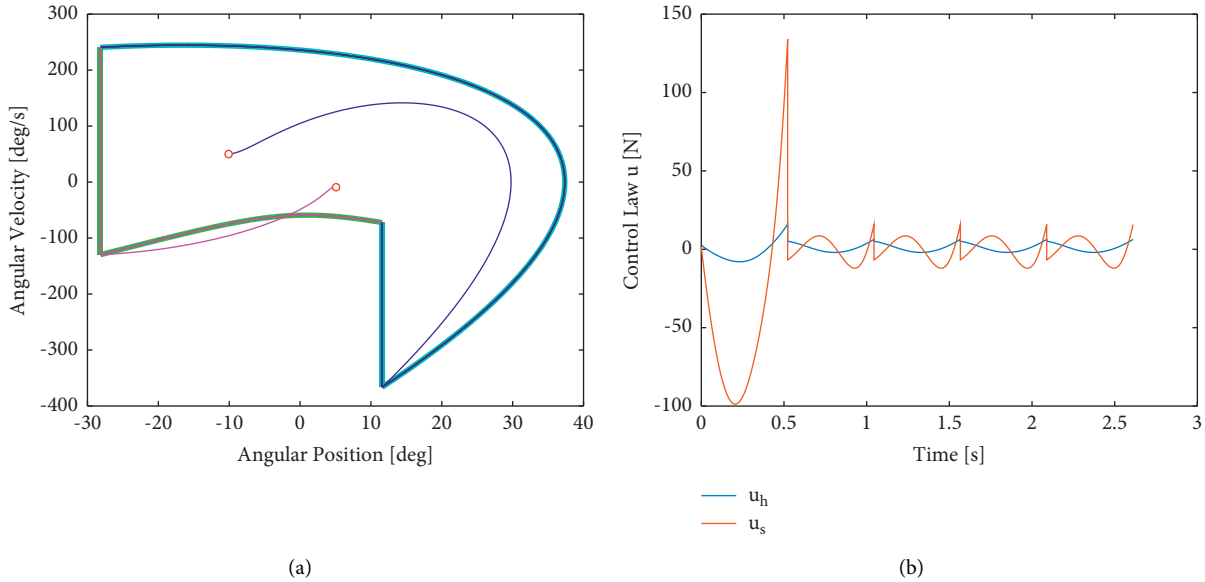 300
200
100
0
-100
-200
-300
-400
Angular Velocity [deg/s]
-30 -20 -10 0 10 20 30 40
Angular Position [deg]
(a)
150
100
50
0
-50
-100
Control Law u [N]
0 0.5 1 1.5 2 2.5 3
Time [s]
u_h
u_s
(b)